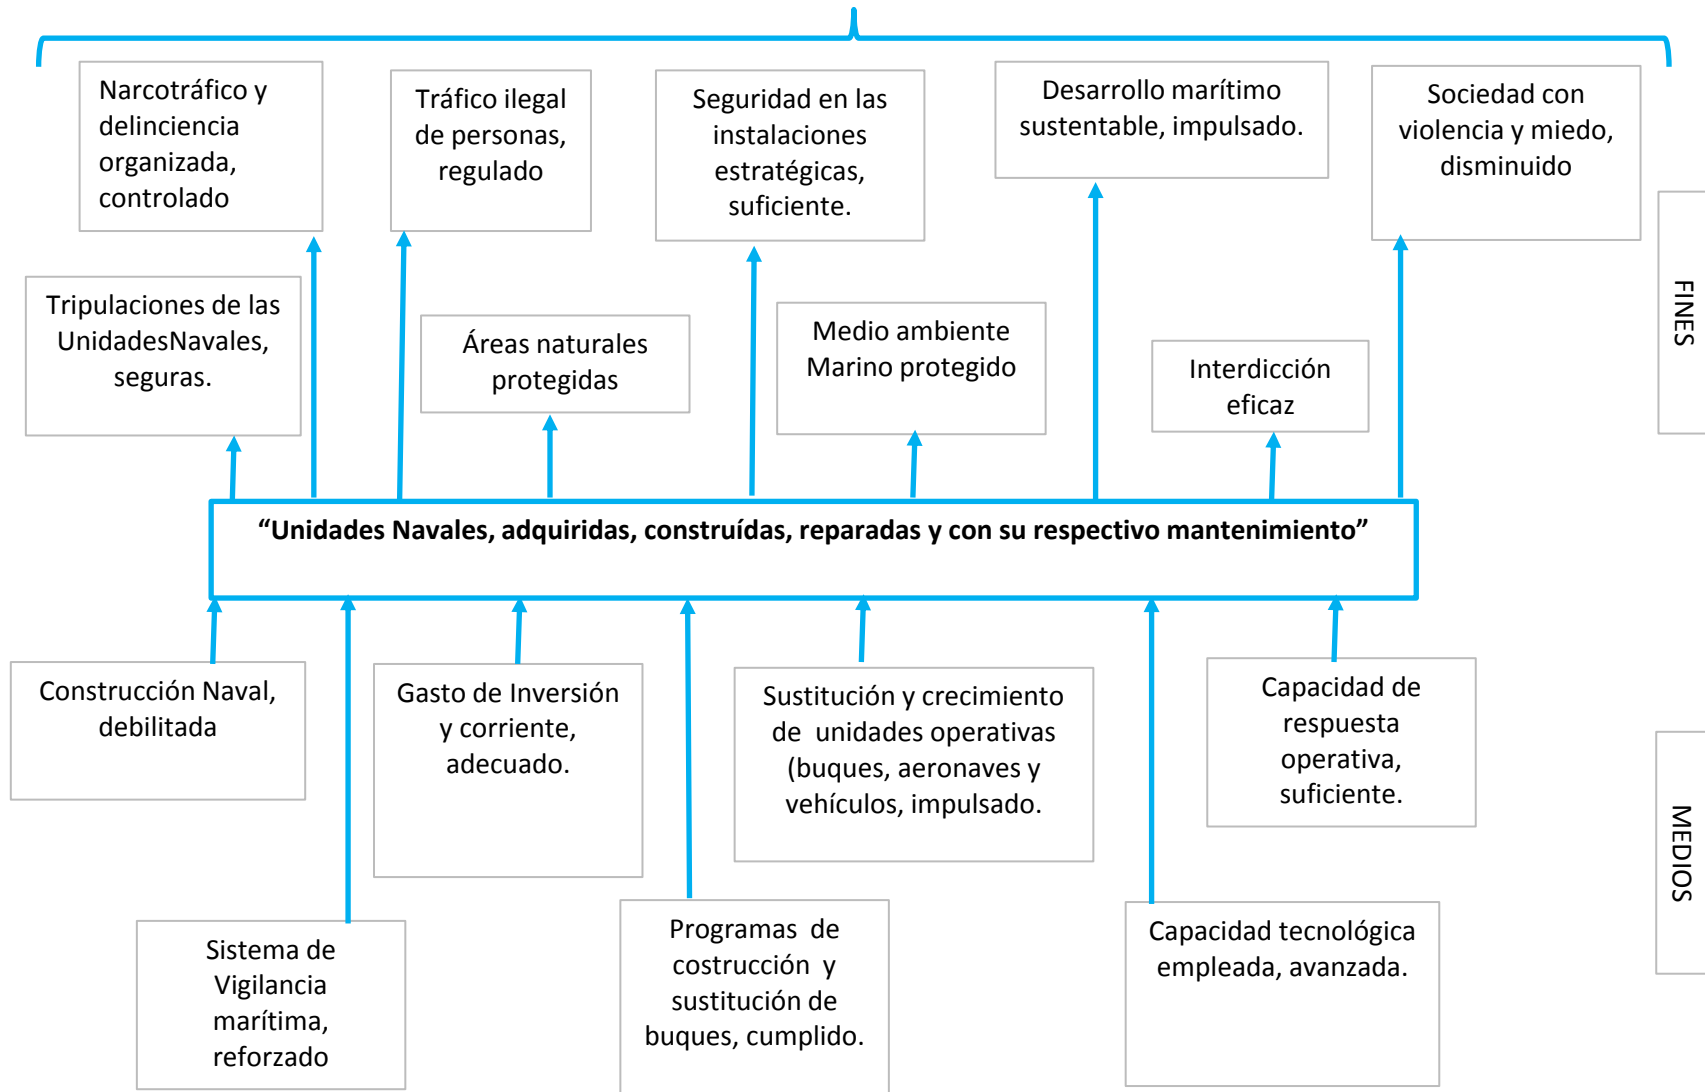 Narcotráfico y
delinciencia
organizada,
controlado
Tráfico ilegal
de personas,
regulado
Seguridad en las
instalaciones
estratégicas,
suficiente.
Desarrollo marítimo
sustentable, impulsado.
Sociedad con
violencia y miedo,
disminuido
FINES
Tripulaciones de las
UnidadesNavales,
seguras.
Áreas naturales
protegidas
Medio ambiente
Marino protegido
Interdicción
eficaz
“Unidades Navales, adquiridas, construídas, reparadas y con su respectivo mantenimiento”
Construcción Naval,
debilitada
Gasto de Inversión
y corriente,
adecuado.
Sustitución y crecimiento
de unidades operativas
(buques, aeronaves y
vehículos, impulsado.
Capacidad de
respuesta
operativa,
suficiente.
MEDIOS
Sistema de
Vigilancia
marítima,
reforzado
Programas de
costrucción y
sustitución de
buques, cumplido.
Capacidad tecnológica
empleada, avanzada.